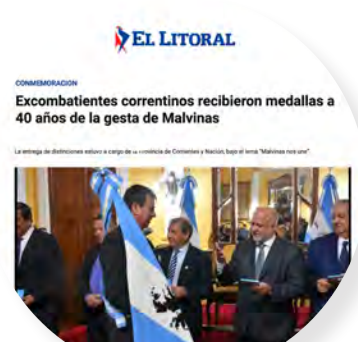 EL LITORAL
CONMEMORACION
Excombatientes correntinos recibieron medallas a
40 años de la gesta de Malvinas
La entrega de distinciones estuvo a cargo de la provincia de Corrientes y Nación, bajo el lema "Malvinas nos une".